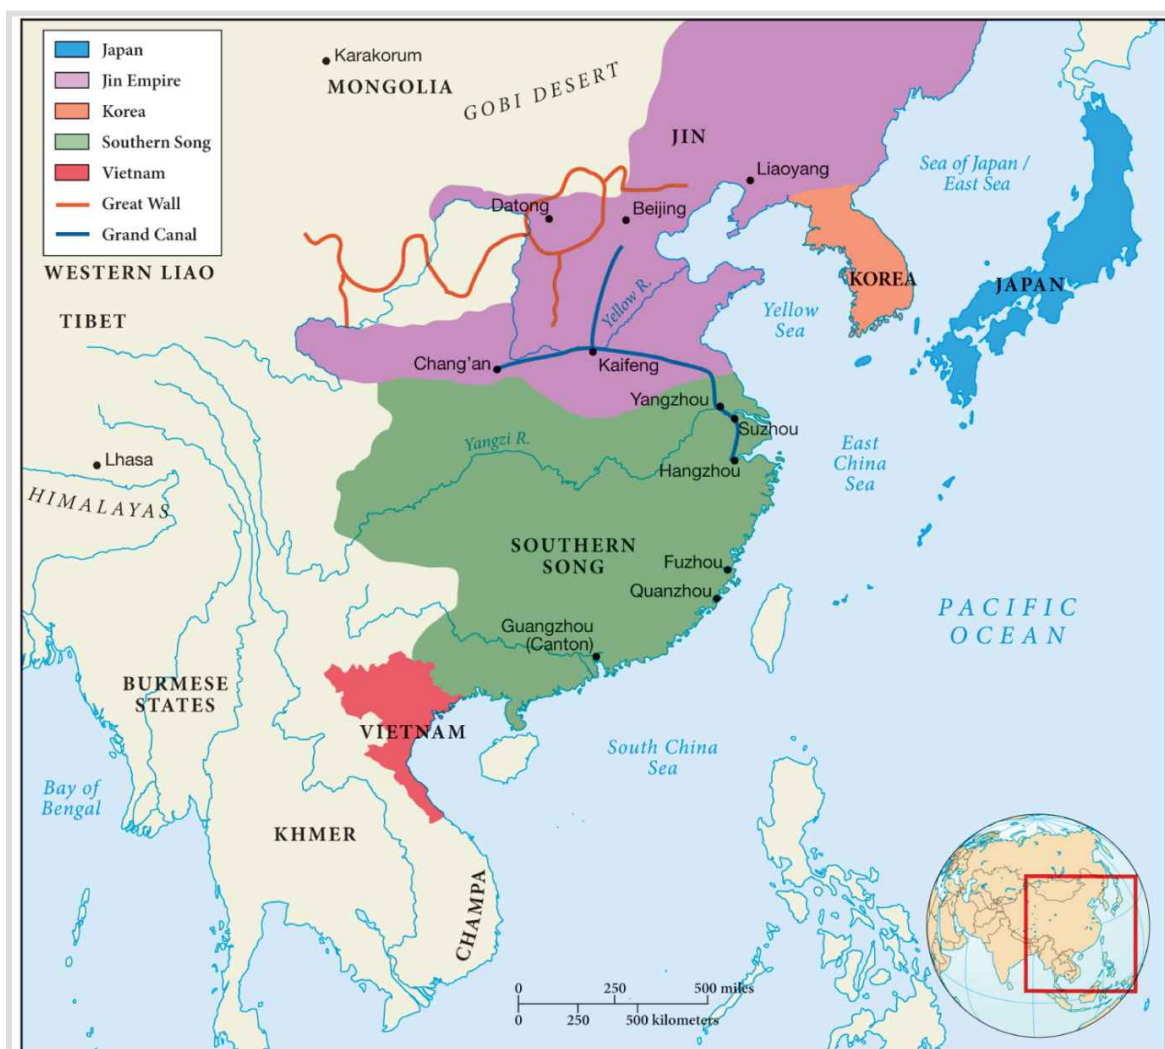 Japan
Jin Empire
Korea
Southern Song
Vietnam
Great Wall
Grand Canal
Karakorum
MONGOLIA
GOBI DESERT
JIN
Liaoyang
Sea of Japan /
East Sea
Datong
Beijing
WESTERN LIAO
TIBET
Yellow R.
KOREA
JAPAN
Yellow
Sea
Chang'an
Kaifeng
Yangzhou
Suzhou
Yangzi R.
Hangzhou
East
China
Sea
Lhasa
HIMALAYAS
SOUTHERN
SONG
Fuzhou
Quanzhou
PACIFIC
OCEAN
Guangzhou
(Canton)
BURMESE
STATES
VIETNAM
South China
Sea
Bay of
Bengal
KHMER
CHAMPA
0 250 500 miles
0 250 500 kilometers